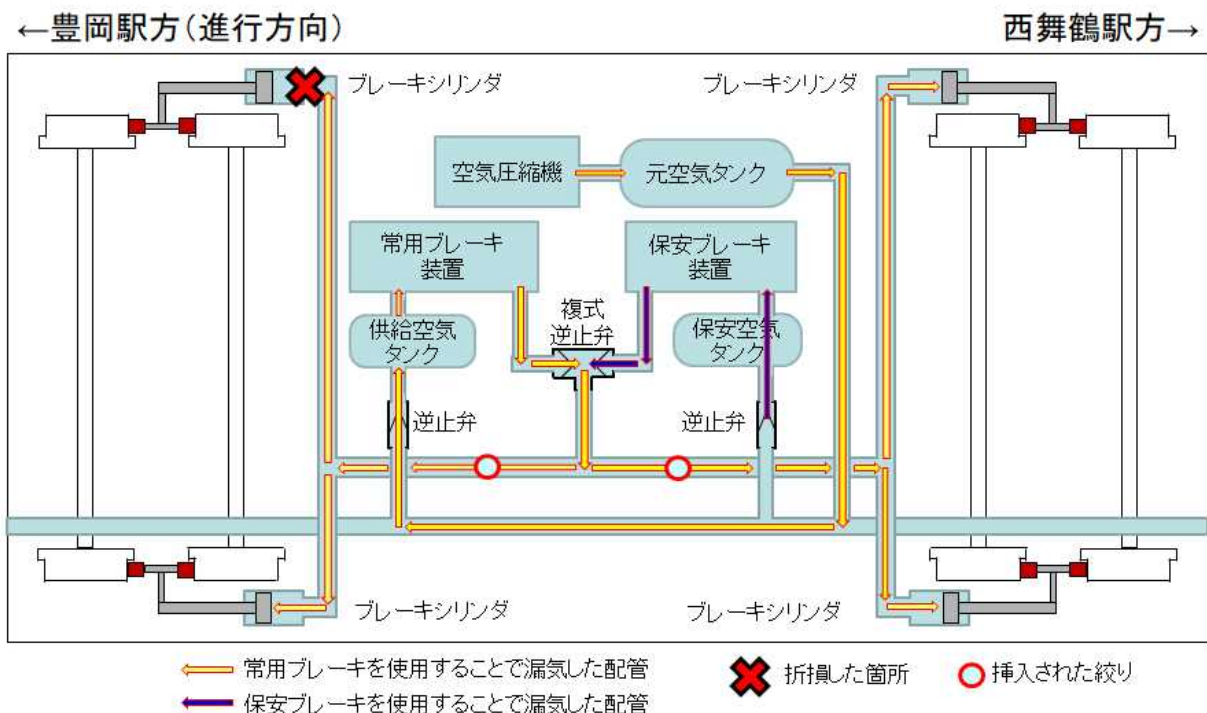 ←豊岡駅方(進行方向)
西舞鶴駅方→
ブレーキシリンダ
ブレーキシリンダ
空気圧縮機
元空気タンク
常用ブレーキ
装置
保安ブレーキ
装置
複式
逆止弁
供給空気
タンク
保安空気
タンク
逆止弁
逆止弁
ブレーキシリンダ
ブレーキシリンダ
常用ブレーキを使用することで漏気した配管
折損した箇所
挿入された絞り
保安ブレーキを使用することで漏気した配管